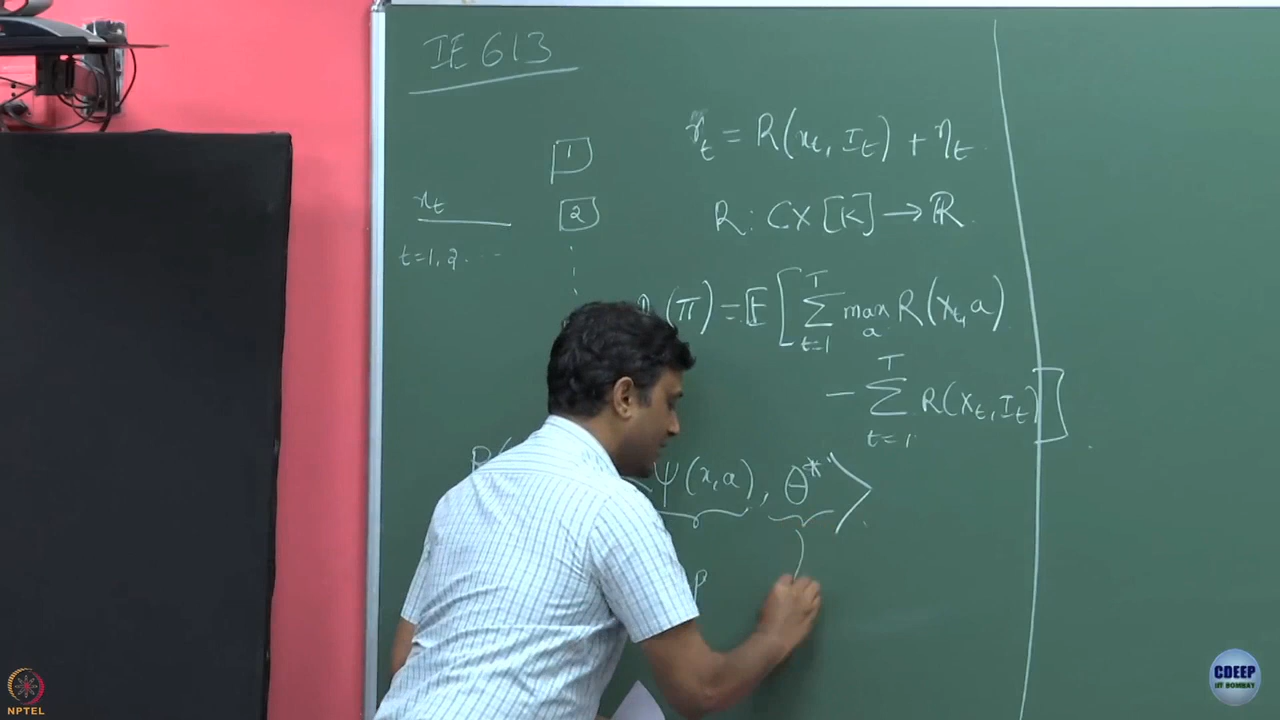 IE 613
r_t = R(x_t, I_t) + η_t
x_t
t=1, 2 ....
1
2
R: C×[K] → ℝ
(π) = 𝔼 [ Σ_{t=1}^{T} max_a R(x_t, a)
− Σ_{t=1}^{T} R(x_t, I_t) ]
R(
ψ(x, a), θ* ⟩
NPTEL
CDEEP
IIT BOMBAY